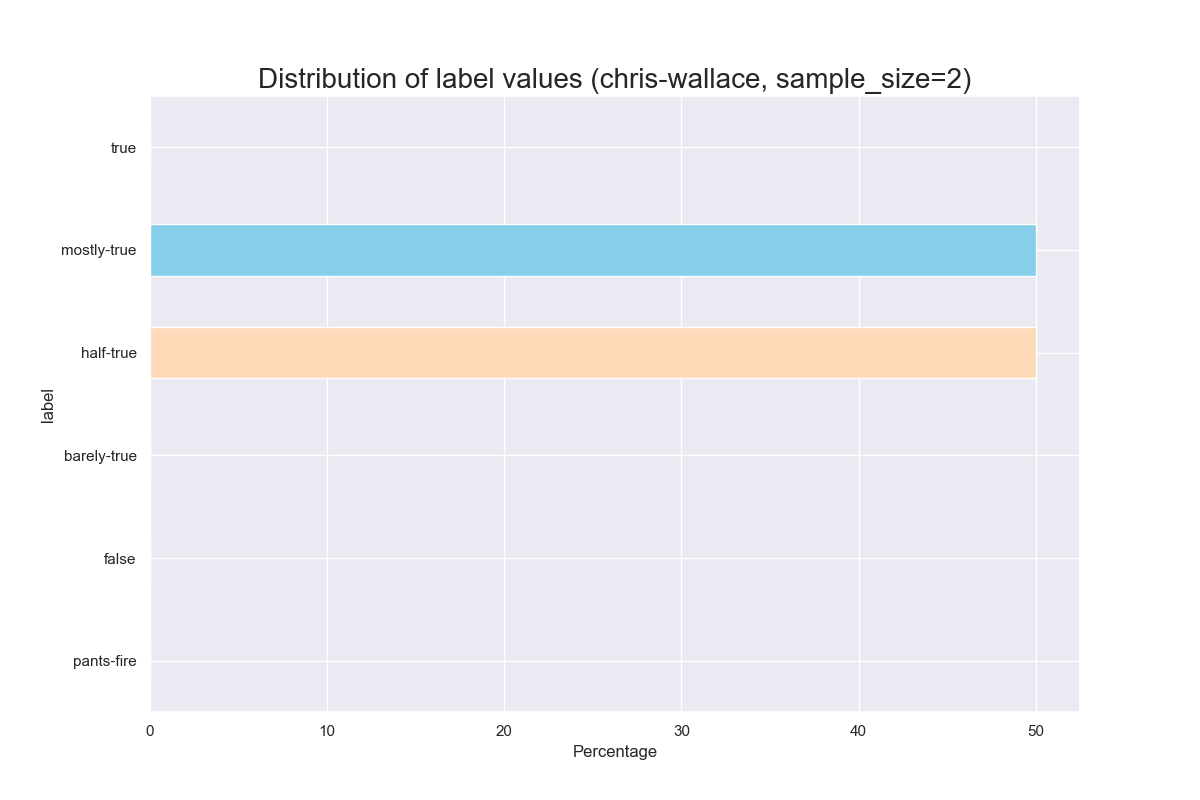 Distribution of label values (chris-wallace, sample_size=2)
true
mostly-true
half-true
barely-true
false
pants-fire
label
0 10 20 30 40 50
Percentage